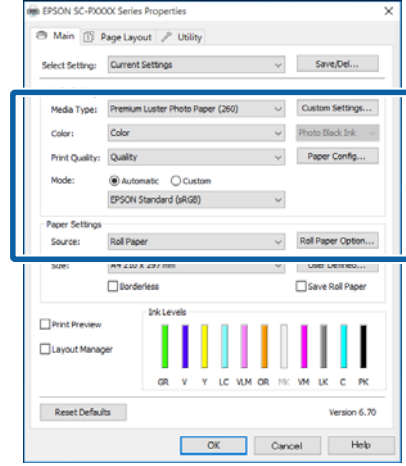 EPSON SC-PXXXX Series Properties
Main Page Layout Utility
Select Setting: Current Settings Save/Del...
Media Type: Premium Luster Photo Paper (260) Custom Settings...
Color: Color Photo Black Ink
Print Quality: Quality Paper Config...
Mode: Automatic Custom
EPSON Standard (sRGB)
Paper Settings
Source: Roll Paper Roll Paper Option...
Size: A4 210 x 297 mm User Defined...
Borderless Save Roll Paper
Print Preview
Layout Manager
Ink Levels
GR V Y LC VLM OR MK VM LK C PK
Reset Defaults Version 6.70
OK Cancel Help